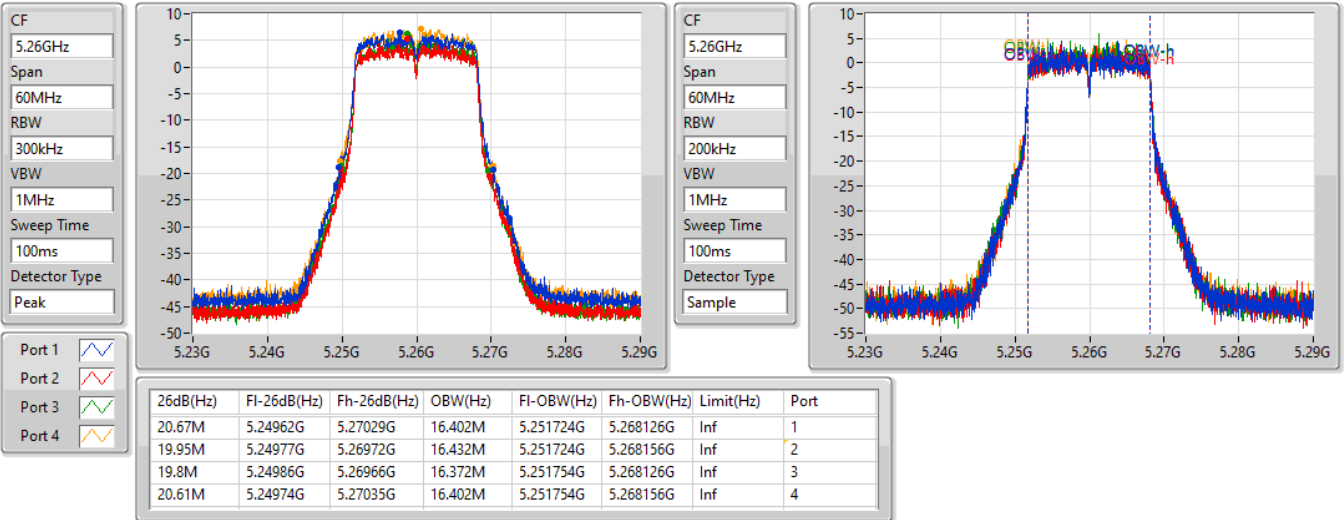 CF
5.26GHz
Span
60MHz
RBW
300kHz
VBW
1MHz
Sweep Time
100ms
Detector Type
Peak
10
5
0
-5
-10
-15
-20
-25
-30
-35
-40
-45
-50
5.23G 5.24G 5.25G 5.26G 5.27G 5.28G 5.29G
CF
5.26GHz
Span
60MHz
RBW
200kHz
VBW
1MHz
Sweep Time
100ms
Detector Type
Sample
10
5
0
-5
-10
-15
-20
-25
-30
-35
-40
-45
-50
-55
OBW-h
5.23G 5.24G 5.25G 5.26G 5.27G 5.28G 5.29G
Port 1
Port 2
Port 3
Port 4
26dB(Hz) Fl-26dB(Hz) Fh-26dB(Hz) OBW(Hz) Fl-OBW(Hz) Fh-OBW(Hz) Limit(Hz) Port
20.67M 5.24962G 5.27029G 16.402M 5.251724G 5.268126G Inf 1
19.95M 5.24977G 5.26972G 16.432M 5.251724G 5.268156G Inf 2
19.8M 5.24986G 5.26966G 16.372M 5.251754G 5.268126G Inf 3
20.61M 5.24974G 5.27035G 16.402M 5.251754G 5.268156G Inf 4